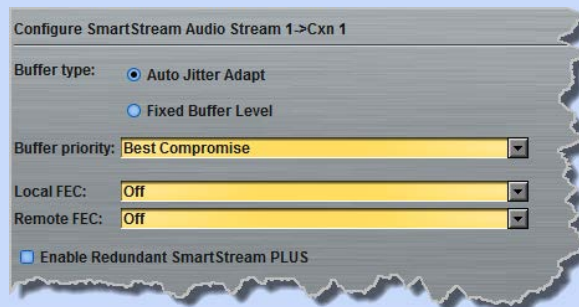 Configure SmartStream Audio Stream 1->Cxn 1
Buffer type: Auto Jitter Adapt
Fixed Buffer Level
Buffer priority: Best Compromise
Local FEC: Off
Remote FEC: Off
Enable Redundant SmartStream PLUS